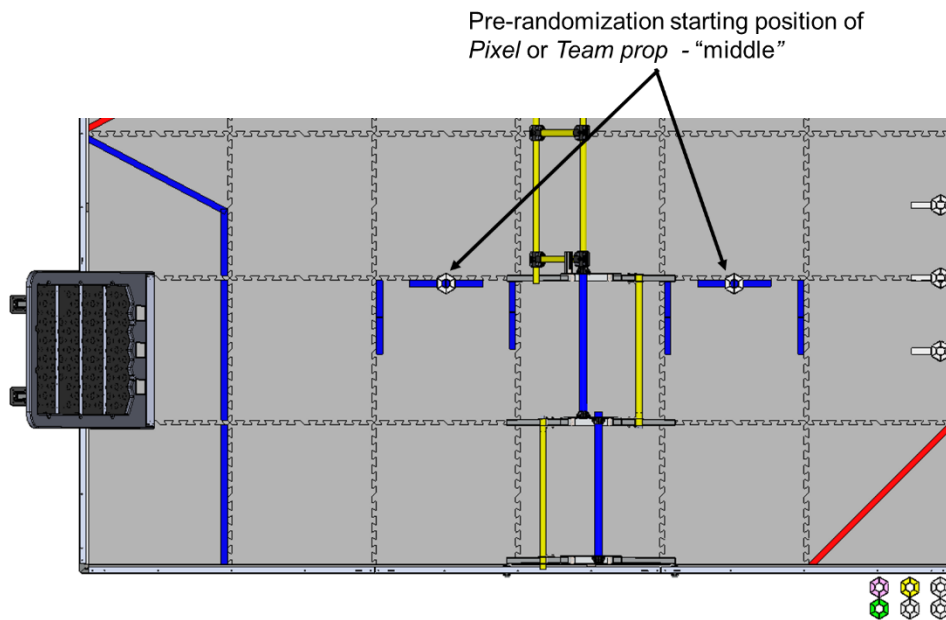 Pre-randomization starting position of
Pixel or Team prop - “middle”